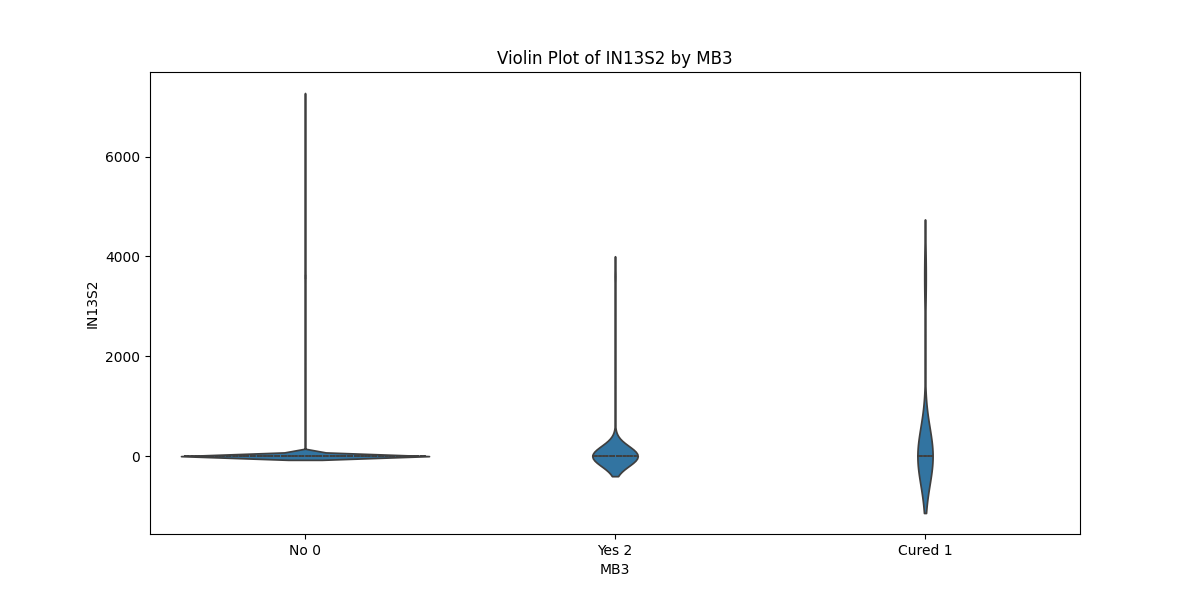 Violin Plot of IN13S2 by MB3
6000
4000
2000
0
IN13S2
No 0
Yes 2
Cured 1
MB3